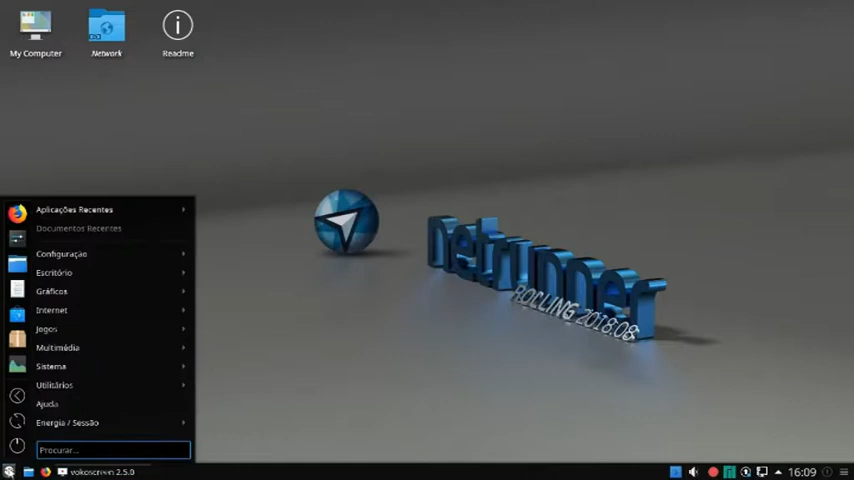 My Computer
Network
Readme
netrunner
ROLLING 2018.08
Aplicações Recentes
Documentos Recentes
Configuração
Escritório
Gráficos
Internet
Jogos
Multimédia
Sistema
Utilitários
Ajuda
Energia / Sessão
Procurar...
vokoscreen 2.5.0
16:09